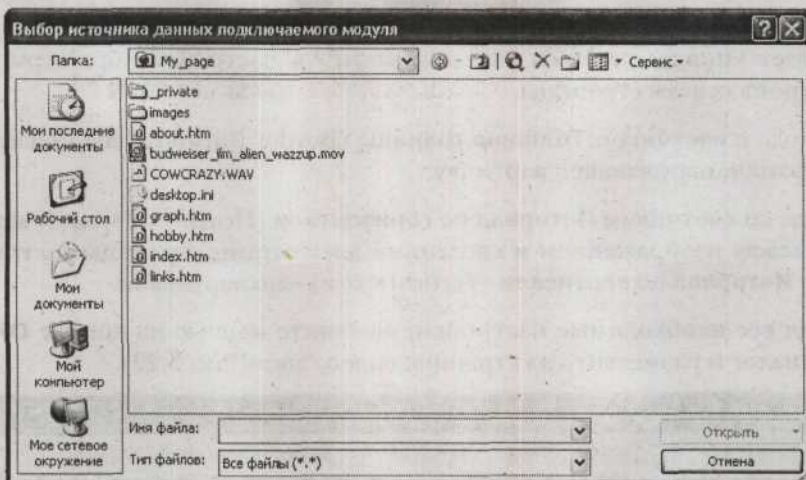 Выбор источника данных подключаемого модуля
Папка: My_page Сервис
_private
images
about.htm
budweiser_jim_alien_wazzup.mov
COWCRAZY.WAV
desktop.ini
graph.htm
hobby.htm
index.htm
links.htm
Мои последние
документы
Рабочий стол
Мои
документы
Мой
компьютер
Мое сетевое
окружение
Имя файла: Открыть
Тип файлов: Все файлы (*.*) Отмена